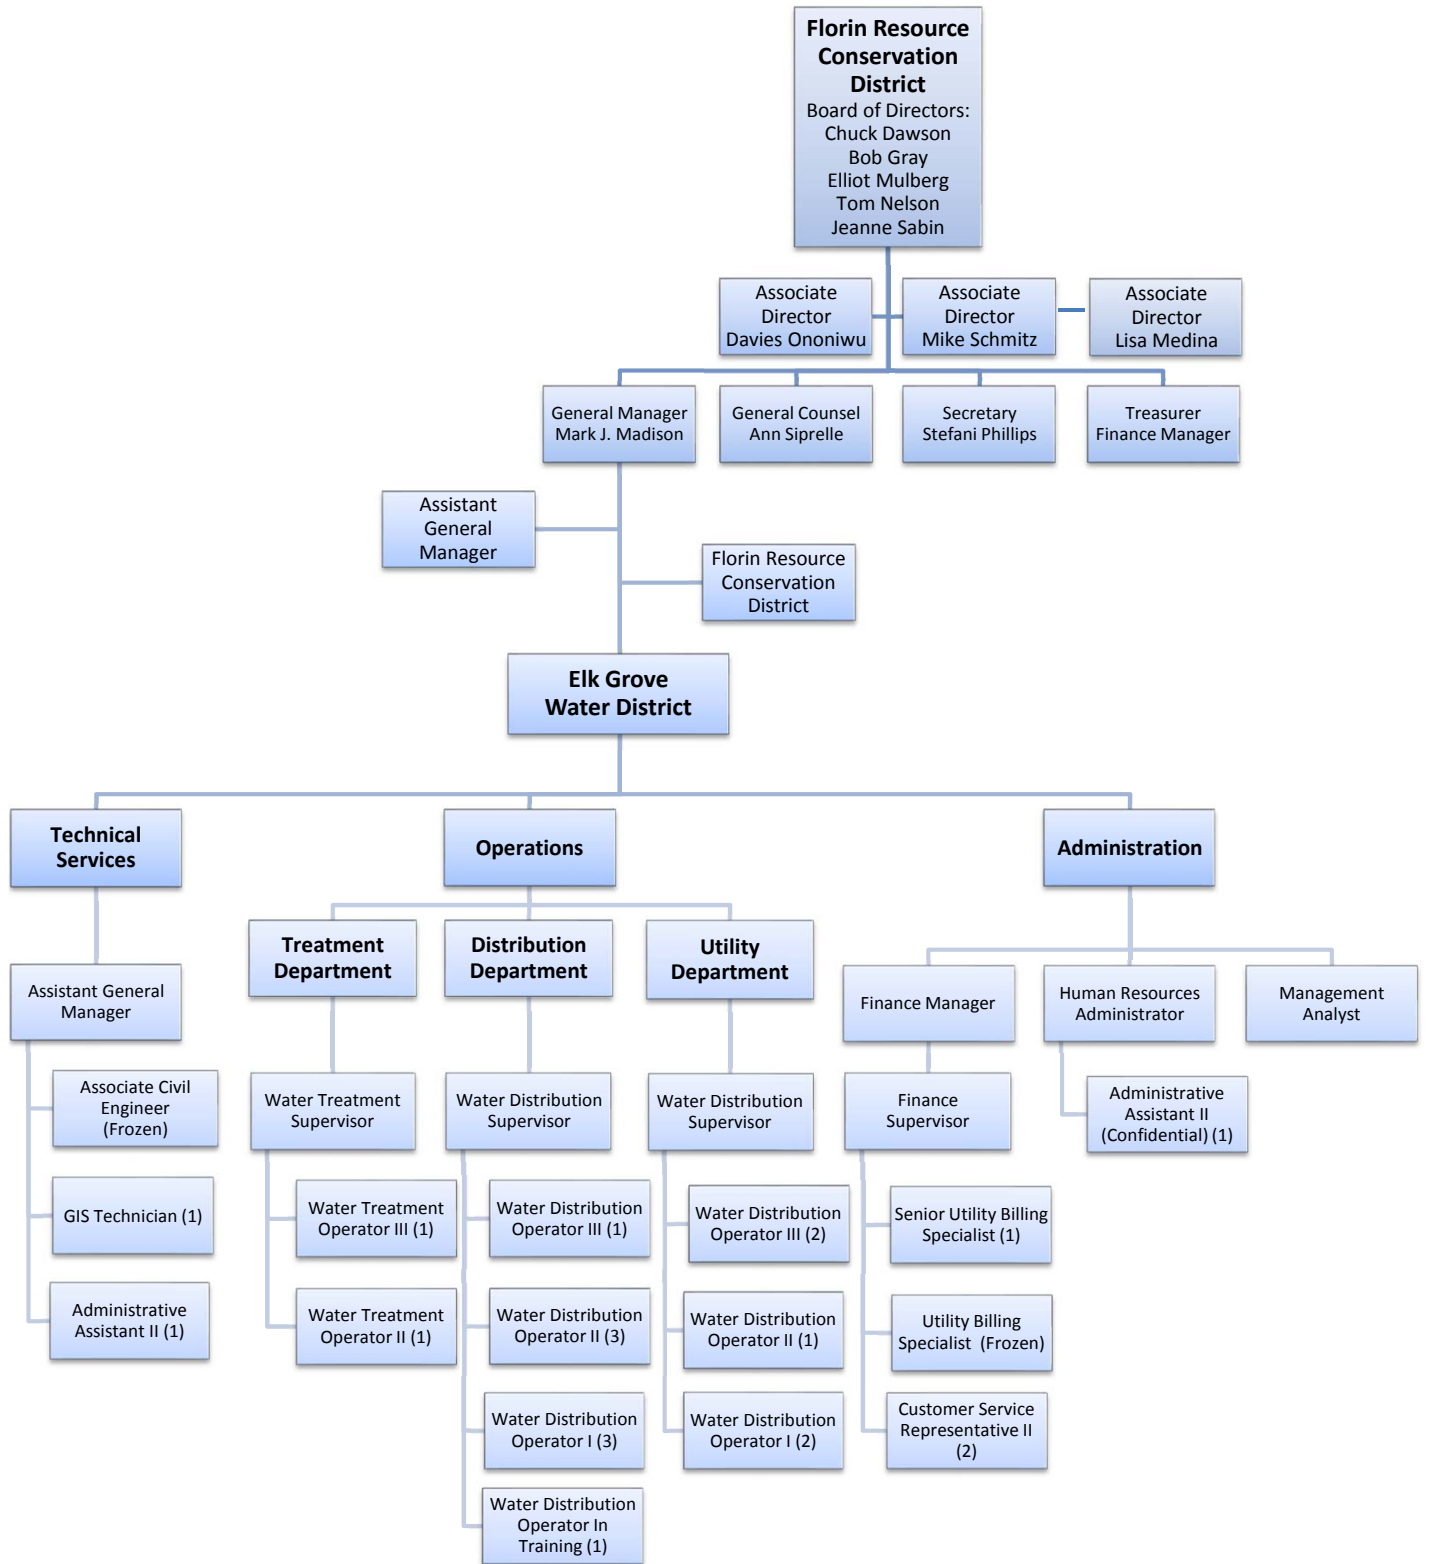 Florin Resource
Conservation
District
Board of Directors:
Chuck Dawson
Bob Gray
Elliot Mulberg
Tom Nelson
Jeanne Sabin
Associate
Director
Davies Ononiwu
Associate
Director
Mike Schmitz
Associate
Director
Lisa Medina
General Manager
Mark J. Madison
General Counsel
Ann Siprelle
Secretary
Stefani Phillips
Treasurer
Finance Manager
Assistant
General
Manager
Florin Resource
Conservation
District
Elk Grove
Water District
Technical
Services
Operations
Administration
Treatment
Department
Distribution
Department
Utility
Department
Assistant General
Manager
Finance Manager
Human Resources
Administrator
Management
Analyst
Associate Civil
Engineer
(Frozen)
GIS Technician (1)
Administrative
Assistant II (1)
Water Treatment
Supervisor
Water Treatment
Operator III (1)
Water Treatment
Operator II (1)
Water Distribution
Supervisor
Water Distribution
Operator III (1)
Water Distribution
Operator II (3)
Water Distribution
Operator I (3)
Water Distribution
Operator In
Training (1)
Water Distribution
Supervisor
Water Distribution
Operator III (2)
Water Distribution
Operator II (1)
Water Distribution
Operator I (2)
Finance
Supervisor
Senior Utility Billing
Specialist (1)
Utility Billing
Specialist (Frozen)
Customer Service
Representative II
(2)
Administrative
Assistant II
(Confidential) (1)